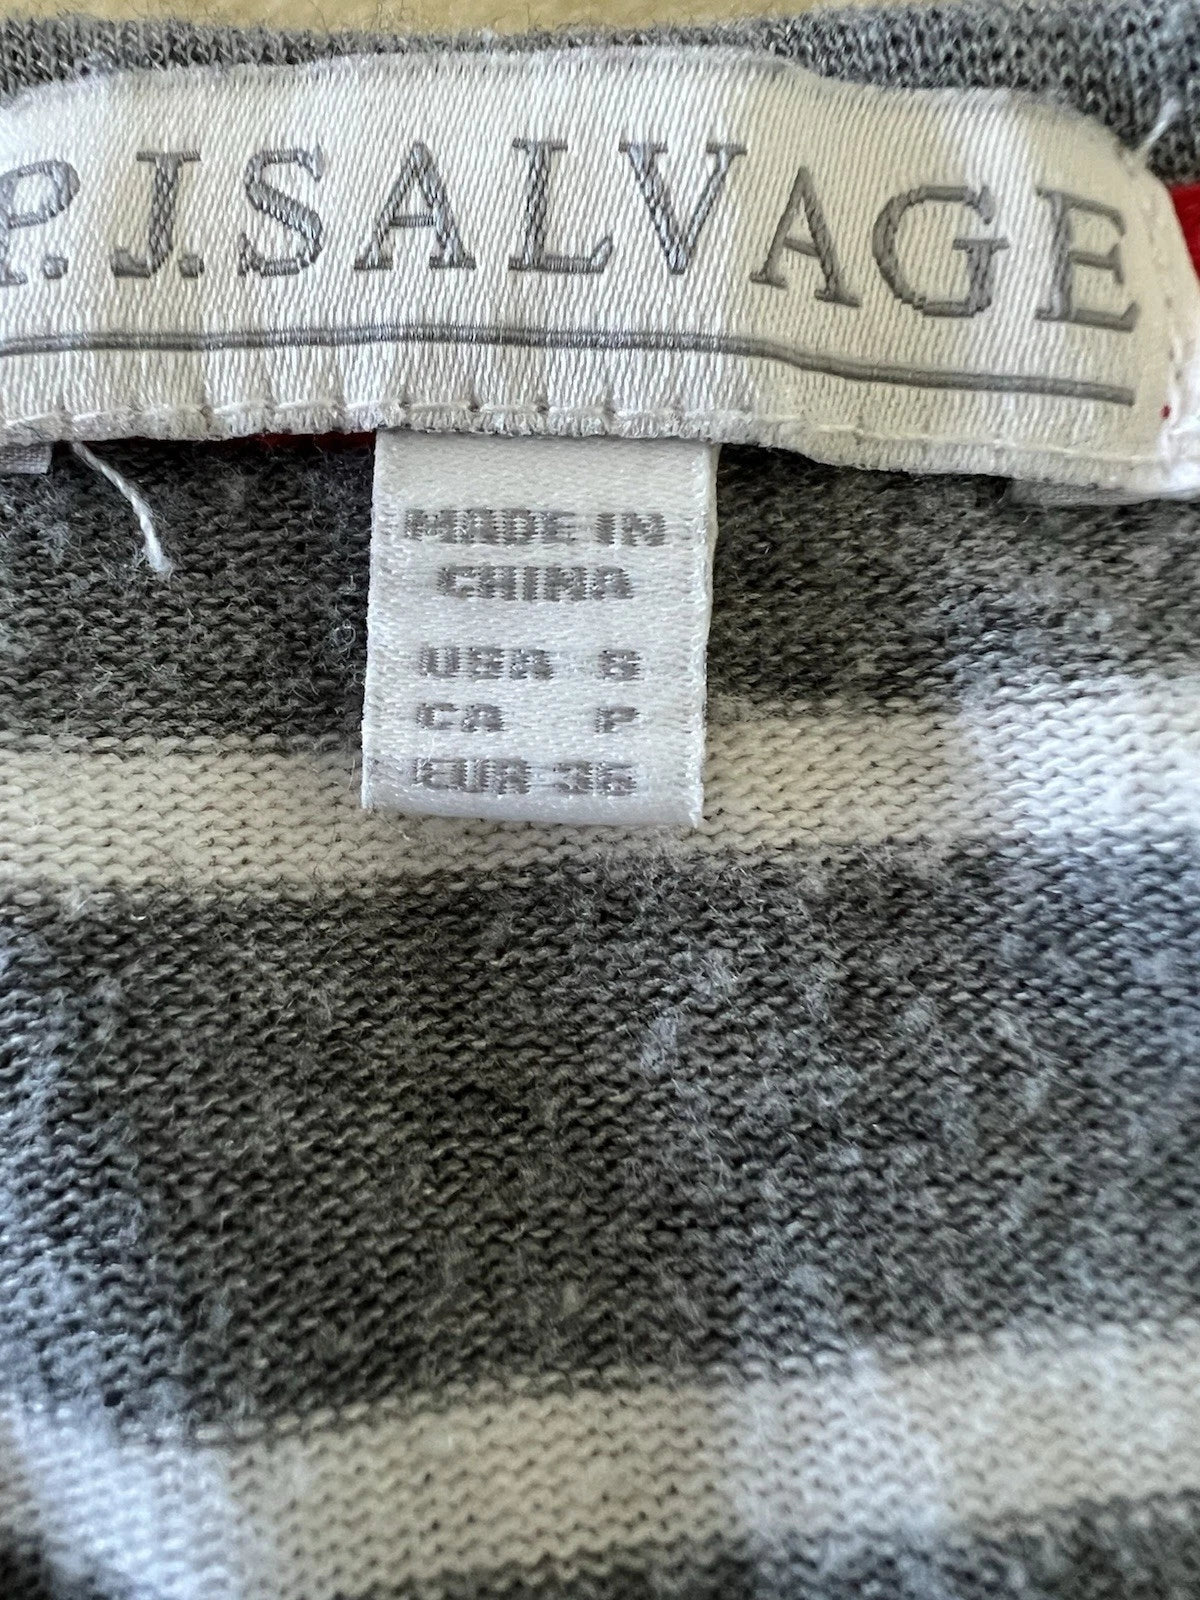 P.J.SALVAGE
MADE IN
CHINA
USA S
CA P
EUR 36